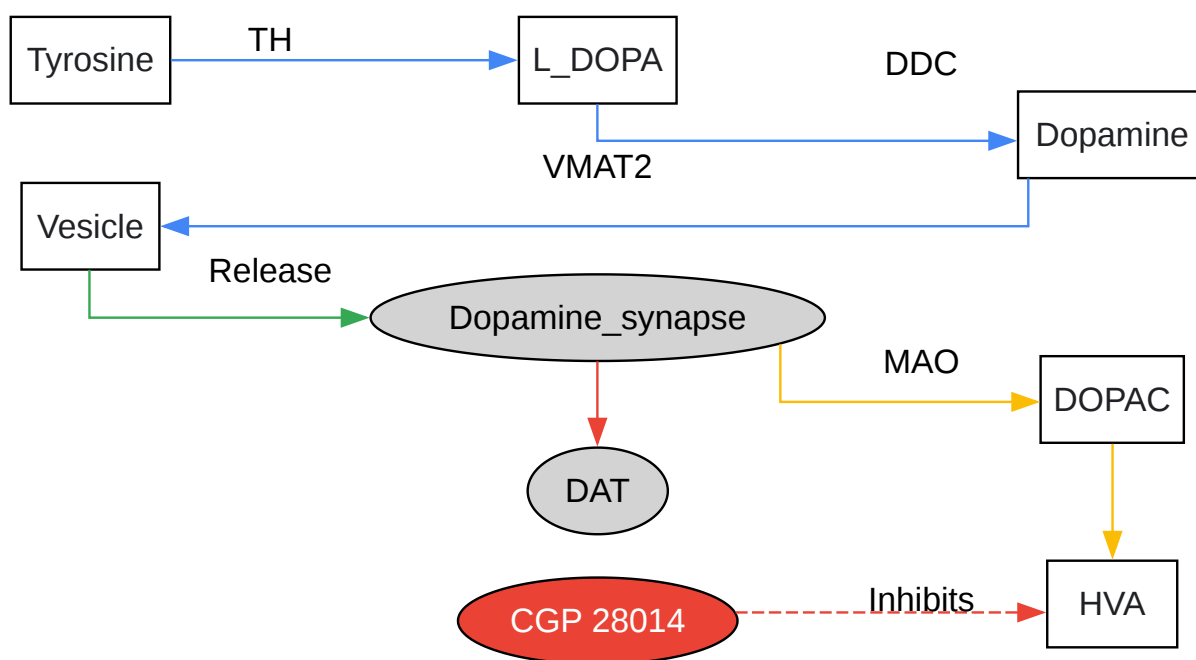 TH
Tyrosine
L_DOPA
DDC
Dopamine
VMAT2
Vesicle
Release
Dopamine_synapse
MAO
DOPAC
DAT
Inhibits
HVA
CGP 28014